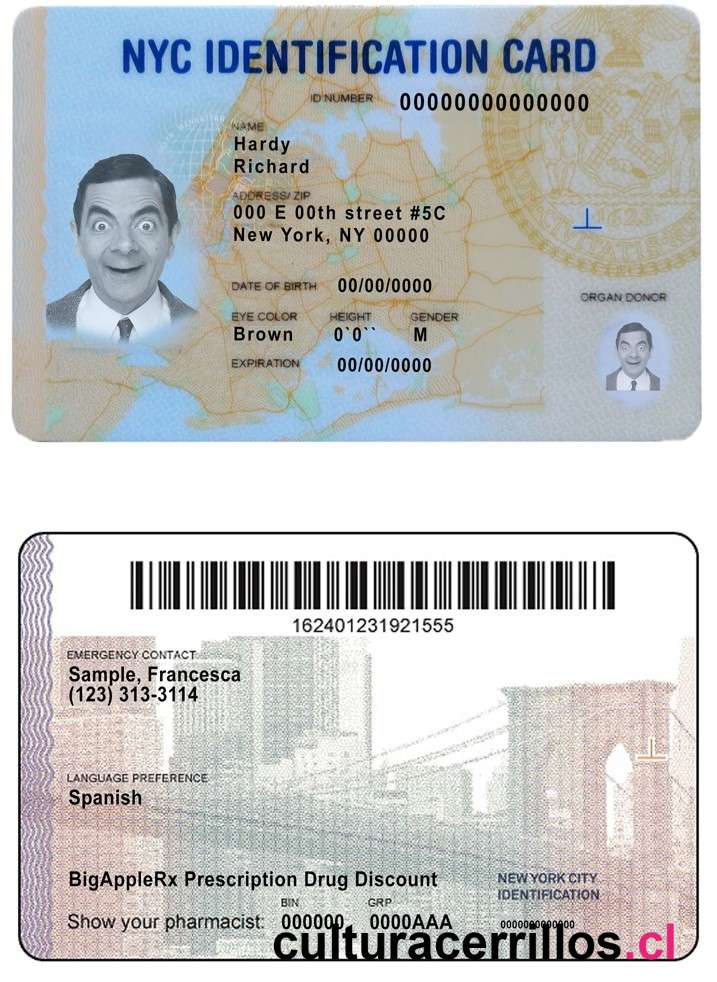 NYC IDENTIFICATION CARD
ID NUMBER 00000000000000
NAME
Hardy
Richard
ADDRESS/ ZIP
000 E 00th street #5C
New York, NY 00000
DATE OF BIRTH 00/00/0000
EYE COLOR HEIGHT GENDER
Brown 0`0`` M
EXPIRATION 00/00/0000
ORGAN DONOR
1625
162401231921555
EMERGENCY CONTACT
Sample, Francesca
(123) 313-3114
LANGUAGE PREFERENCE
Spanish
BigAppleRx Prescription Drug Discount
NEW YORK CITY
IDENTIFICATION
BIN GRP
Show your pharmacist: 000000 0000AAA
culturacerrillos.cl